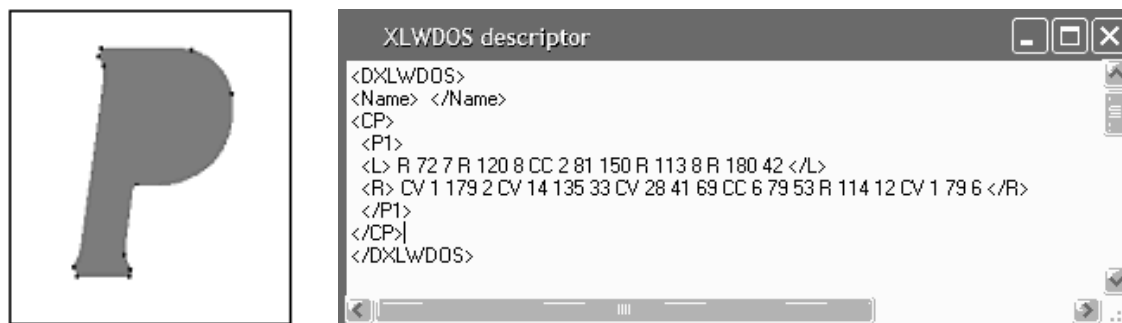 XLWDOS descriptor
<DXLWDOS>
<Name> </Name>
<CP>
<P1>
<L> R 72 7 R 120 8 CC 2 81 150 R 113 8 R 180 42 </L>
<R> CV 1 179 2 CV 14 135 33 CV 28 41 69 CC 6 79 53 R 114 12 CV 1 79 6 </R>
</P1>
</CP>
</DXLWDOS>